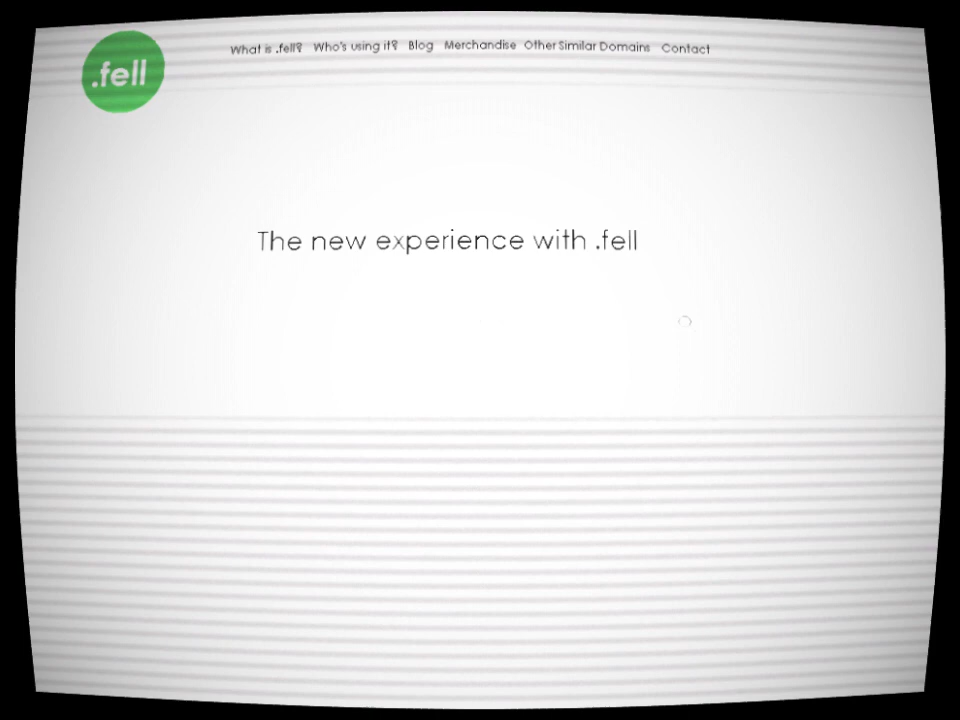 .fell
What is .fell? Who's using it? Blog Merchandise Other Similar Domains Contact
The new experience with .fell